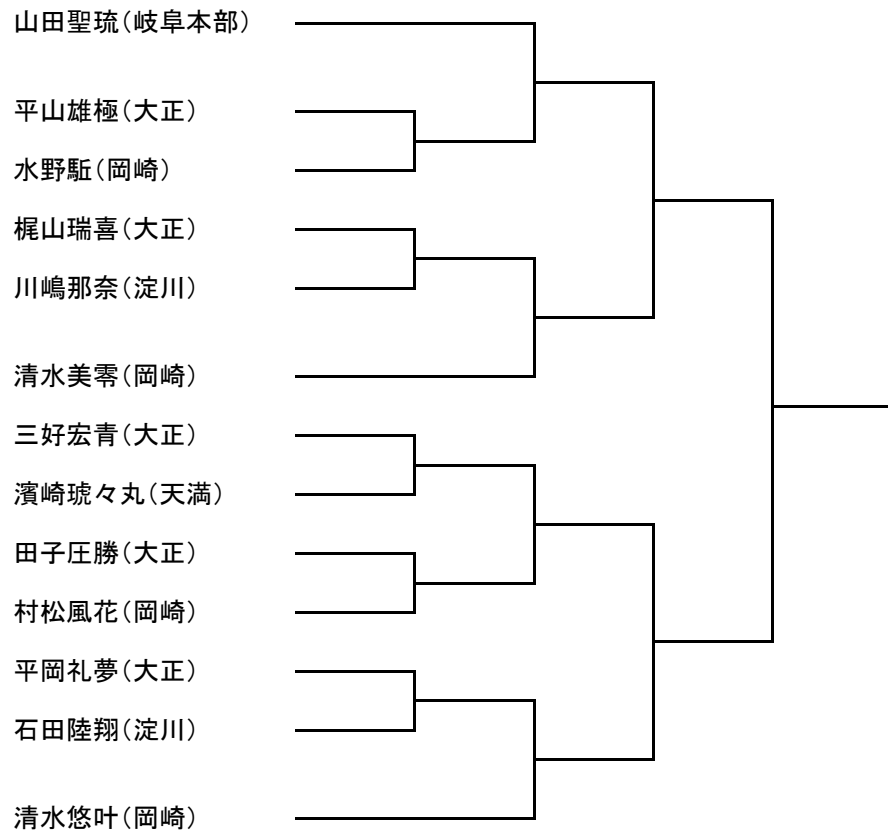 山田聖琉（岐阜本部）
平山雄極（大正）
水野駈（岡崎）
梶山瑞喜（大正）
川嶋那奈（淀川）
清水美零（岡崎）
三好宏青（大正）
濱崎琥々丸（天満）
田子圧勝（大正）
村松風花（岡崎）
平岡礼夢（大正）
石田陸翔（淀川）
清水悠叶（岡崎）